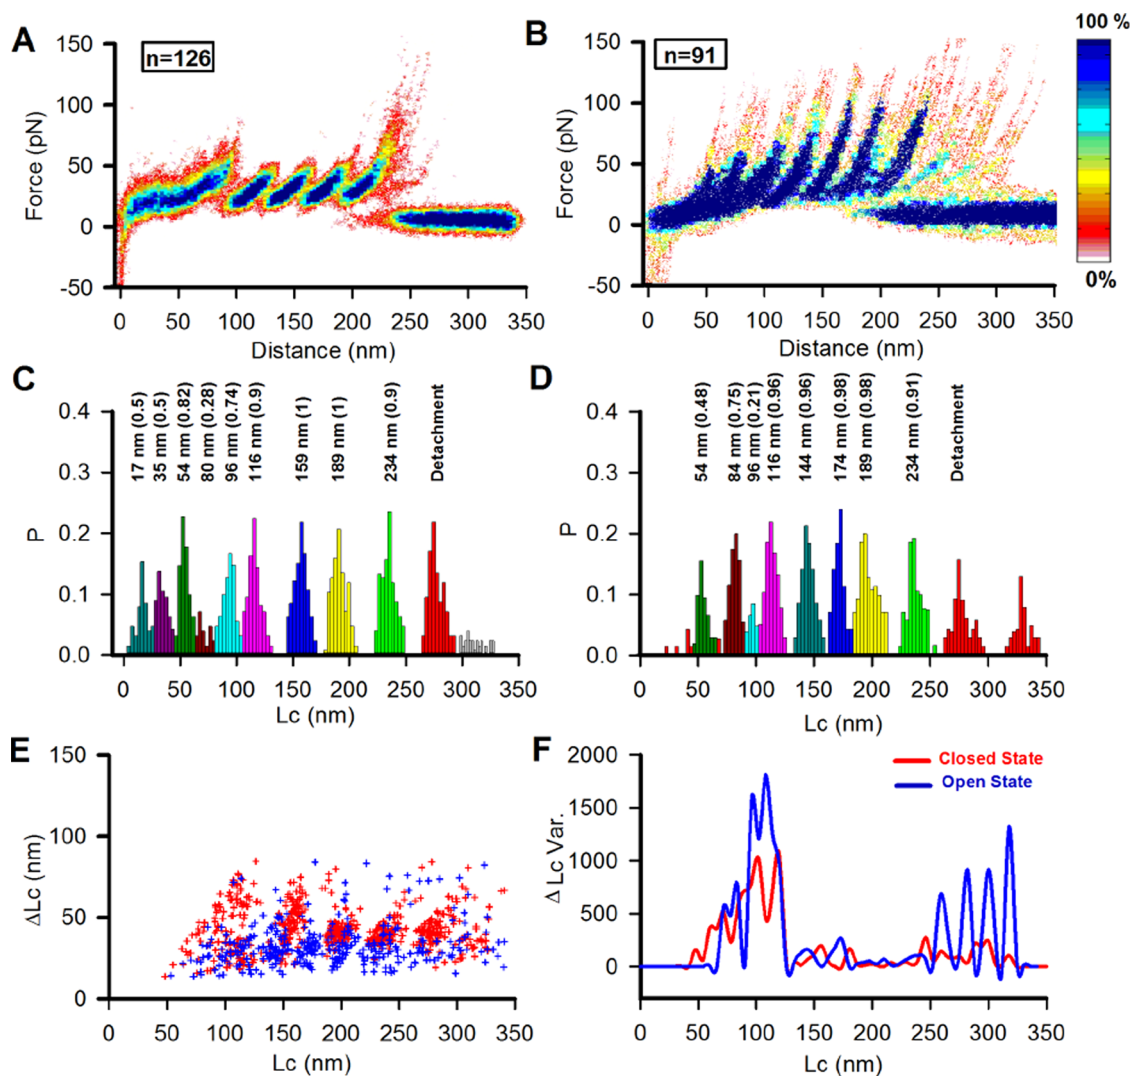 A
n=126
150
100
50
0
-50
Force (pN)
0 50 100 150 200 250 300 350
Distance (nm)
B
n=91
150
100
50
0
-50
Force (pN)
0 50 100 150 200 250 300 350
Distance (nm)
100 %
0%
C
17 nm (0.5)
35 nm (0.5)
54 nm (0.82)
80 nm (0.28)
96 nm (0.74)
116 nm (0.9)
159 nm (1)
189 nm (1)
234 nm (0.9)
Detachment
0.4
0.3
0.2
0.1
0.0
P
0 50 100 150 200 250 300 350
Lc (nm)
D
54 nm (0.48)
84 nm (0.75)
96 nm (0.21)
116 nm (0.96)
144 nm (0.96)
174 nm (0.98)
189 nm (0.98)
234 nm (0.91)
Detachment
0.4
0.3
0.2
0.1
0.0
P
0 50 100 150 200 250 300 350
Lc (nm)
E
150
100
50
0
ΔLc (nm)
0 50 100 150 200 250 300 350
Lc (nm)
F
Closed State
Open State
2000
1500
1000
500
0
Δ Lc Var.
0 50 100 150 200 250 300 350
Lc (nm)